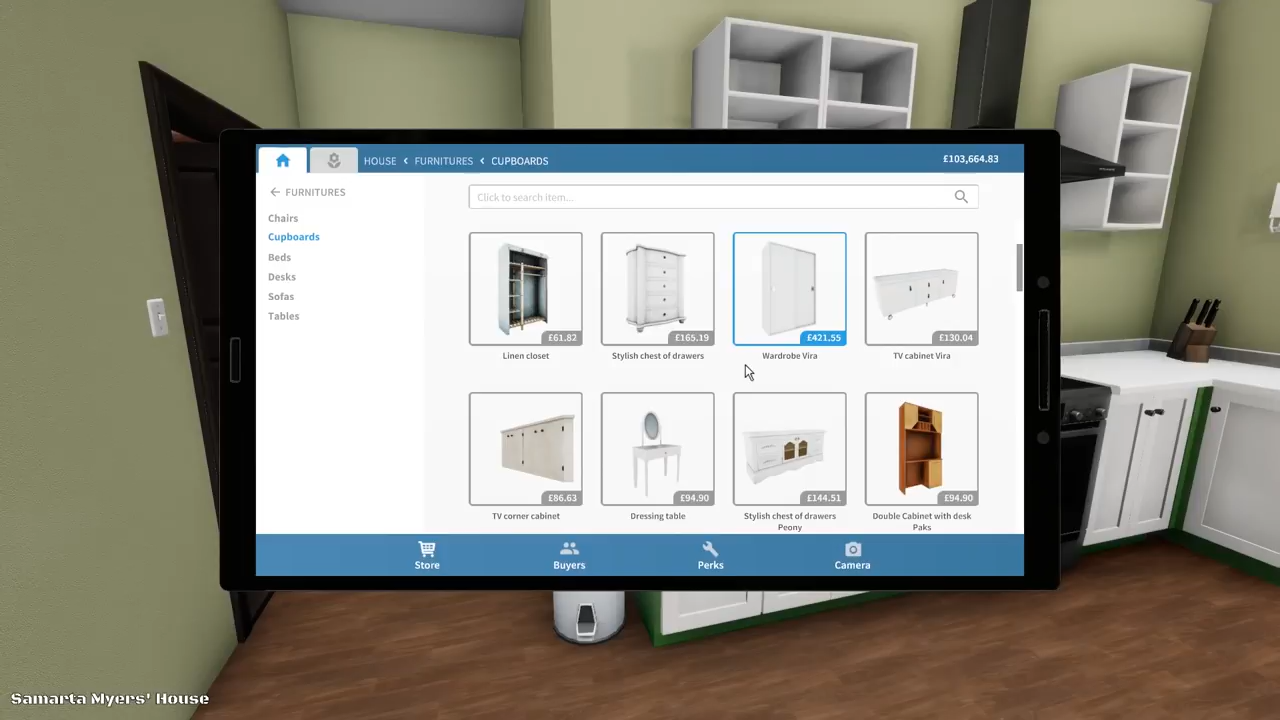 HOUSE < FURNITURES < CUPBOARDS
£103,664.83
FURNITURES
Chairs
Cupboards
Beds
Desks
Sofas
Tables
Click to search item...
£61.82
£165.19
£421.55
£130.04
Linen closet
Stylish chest of drawers
Wardrobe Vira
TV cabinet Vira
£86.63
£94.90
£144.51
£94.90
TV corner cabinet
Dressing table
Stylish chest of drawers
Peony
Double Cabinet with desk
Paks
Store
Buyers
Perks
Camera
Samarta Myers' House